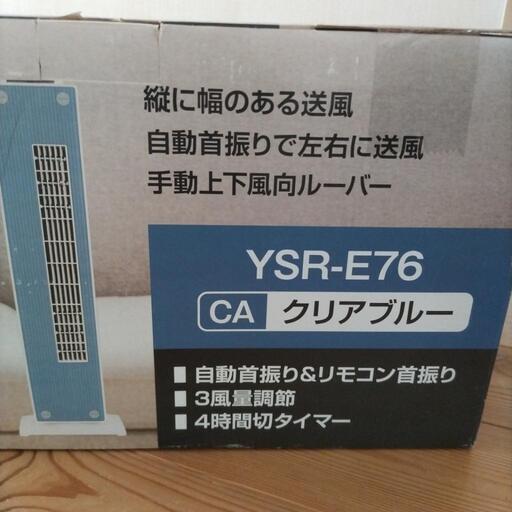 縦に幅のある送風
自動首振りで左右に送風
手動上下風向ルーバー
YSR-E76
CA クリアブルー
■ 自動首振り&リモコン首振り
■ 3風量調節
■ 4時間切タイマー